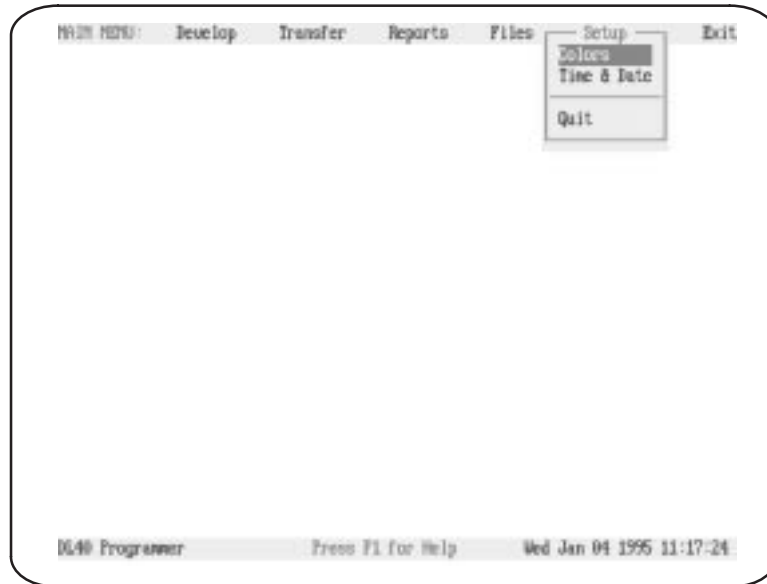 MAIN MENU: Develop Transfer Reports Files Setup Exit
Colors
Time & Date
Quit
DL40 Programmer Press F1 for Help Wed Jan 04 1995 11:17:24